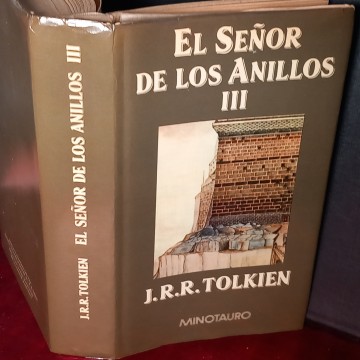 EL SEÑOR
DE LOS ANILLOS
III
J.R.R. TOLKIEN
MINOTAURO
J.R.R. TOLKIEN EL SEÑOR DE LOS ANILLOS III